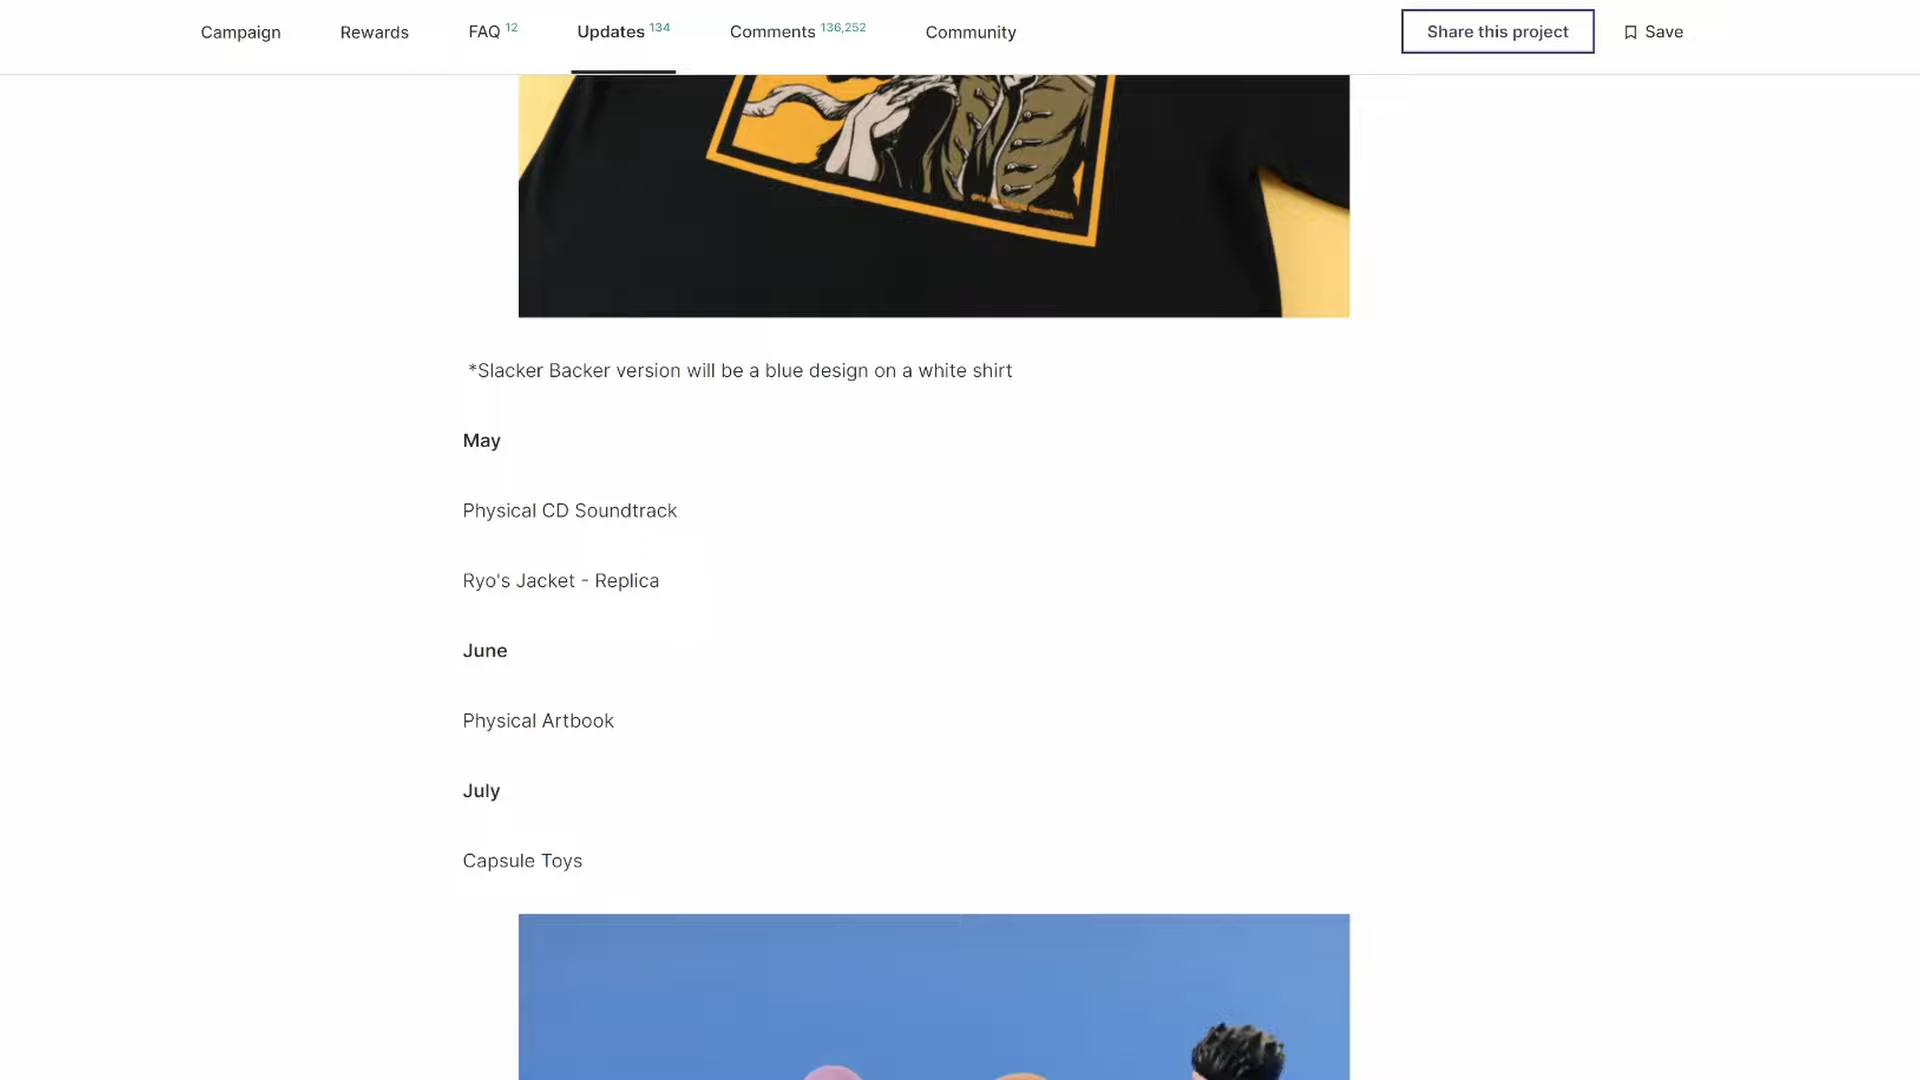 Campaign
Rewards
FAQ 12
Updates 134
Comments 136,252
Community
Share this project
Save
*Slacker Backer version will be a blue design on a white shirt
May
Physical CD Soundtrack
Ryo's Jacket - Replica
June
Physical Artbook
July
Capsule Toys